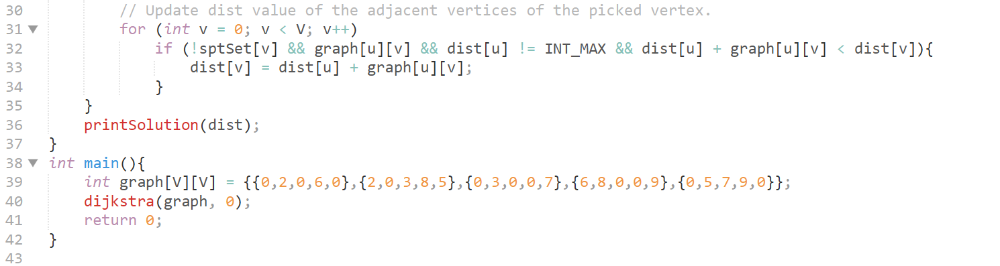 30 // Update dist value of the adjacent vertices of the picked vertex.
31 for (int v = 0; v < V; v++)
32 if (!sptSet[v] && graph[u][v] && dist[u] != INT_MAX && dist[u] + graph[u][v] < dist[v]){
33 dist[v] = dist[u] + graph[u][v];
34 }
35 }
36 printSolution(dist);
37 }
38 int main(){
39 int graph[V][V] = {{0,2,0,6,0},{2,0,3,8,5},{0,3,0,0,7},{6,8,0,0,9},{0,5,7,9,0}};
40 dijkstra(graph, 0);
41 return 0;
42 }
43